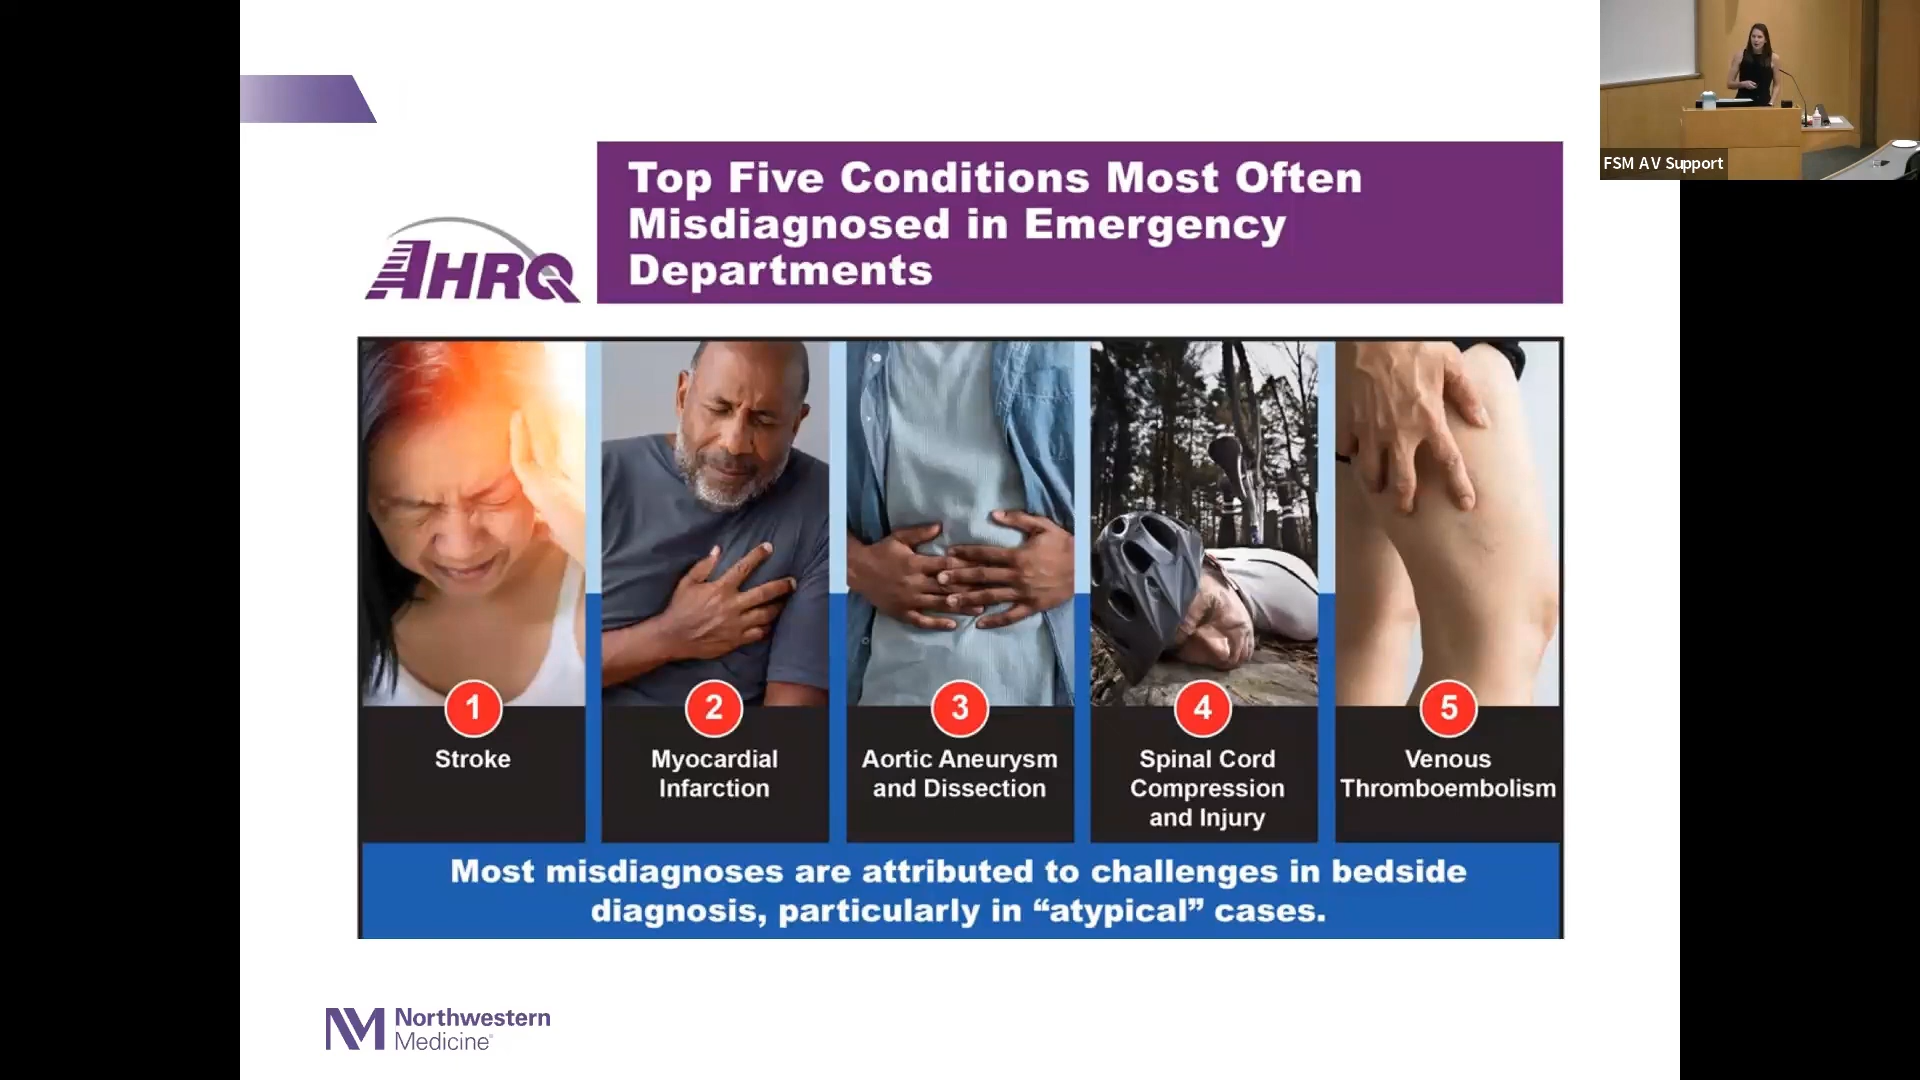 FSM AV Support
Top Five Conditions Most Often
Misdiagnosed in Emergency
Departments
AHRQ
1
Stroke
2
Myocardial
Infarction
3
Aortic Aneurysm
and Dissection
4
Spinal Cord
Compression
and Injury
5
Venous
Thromboembolism
Most misdiagnoses are attributed to challenges in bedside
diagnosis, particularly in “atypical” cases.
NM
Northwestern
Medicine